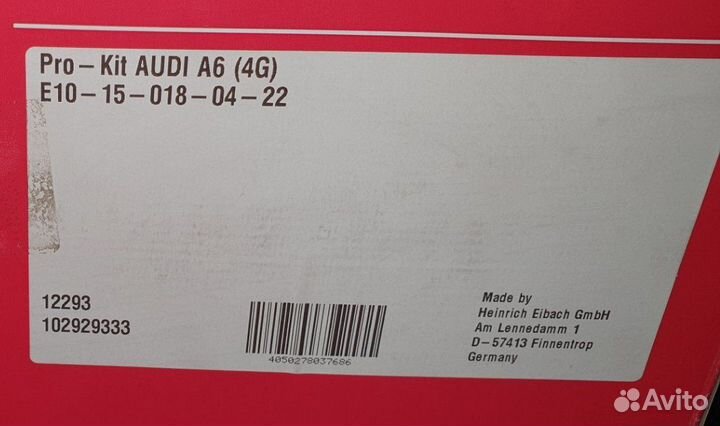 Pro-Kit AUDI A6 (4G)
E10-15-018-04-22
12293
102929333
4050278037686
Made by
Heinrich Eibach GmbH
Am Lennedamm 1
D-57413 Finnentrop
Germany
Avito